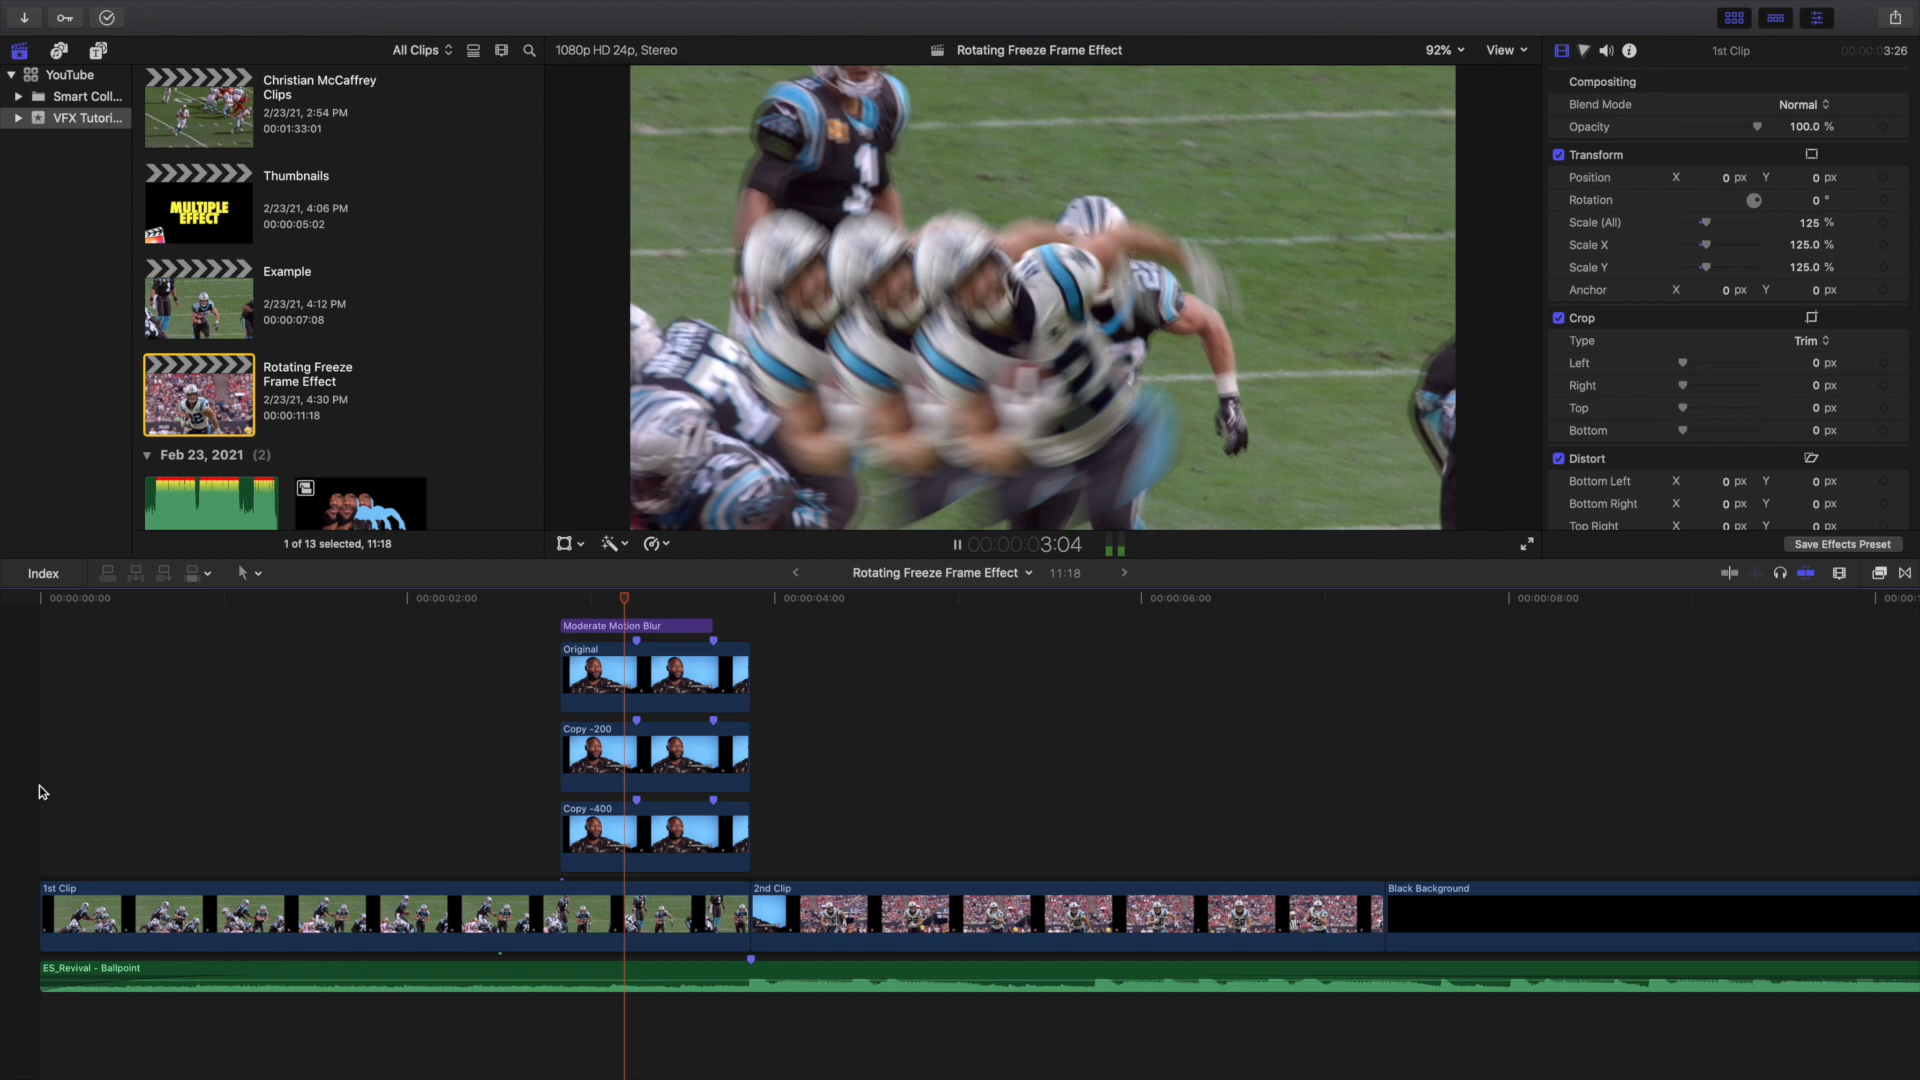 All Clips
1080p HD 24p, Stereo
Rotating Freeze Frame Effect
92%
View
1st Clip
00:00:03:26
YouTube
Smart Coll...
VFX Tutori...
Christian McCaffrey
Clips
2/23/21, 2:54 PM
00:01:33:01
Thumbnails
MULTIPLE
EFFECT
2/23/21, 4:06 PM
00:00:05:02
Example
2/23/21, 4:12 PM
00:00:07:08
Rotating Freeze
Frame Effect
2/23/21, 4:30 PM
00:00:11:18
Feb 23, 2021 (2)
1 of 13 selected, 11:18
1
22
Compositing
Blend Mode Normal
Opacity 100.0 %
Transform
Position X 0 px Y 0 px
Rotation 0 °
Scale (All) 125 %
Scale X 125.0 %
Scale Y 125.0 %
Anchor X 0 px Y 0 px
Crop
Type Trim
Left 0 px
Right 0 px
Top 0 px
Bottom 0 px
Distort
Bottom Left X 0 px Y 0 px
Bottom Right X 0 px Y 0 px
Top Right X 0 px Y 0 px
00:00:00:03:04
Save Effects Preset
Index
Rotating Freeze Frame Effect
11:18
00:00:00:00
00:00:02:00
00:00:04:00
00:00:06:00
00:00:08:00
00:00:1
Moderate Motion Blur
Original
Copy -200
Copy -400
1st Clip
2nd Clip
Black Background
ES_Revival - Ballpoint